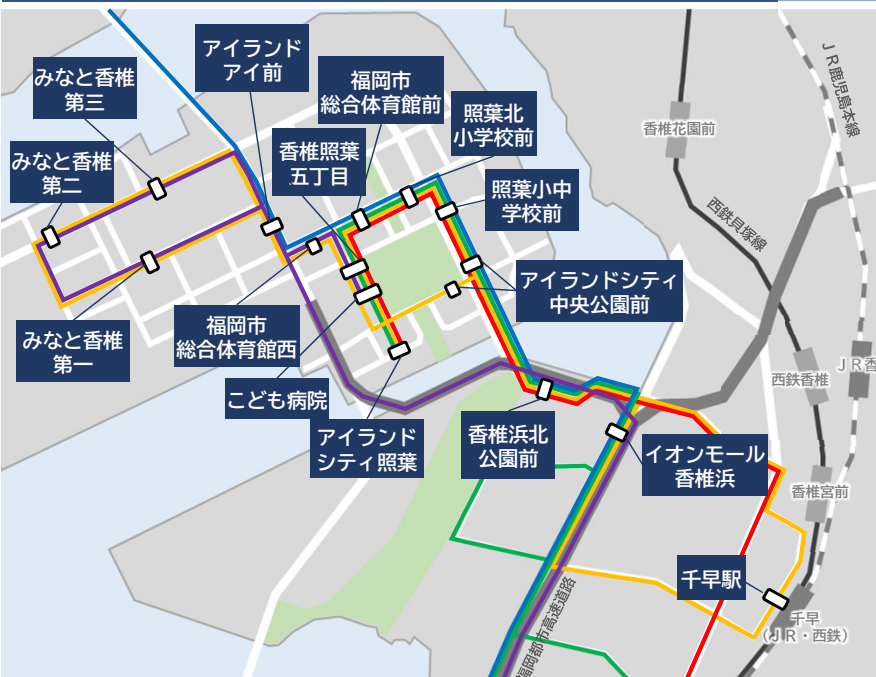 みなと香椎
第三
アイランド
アイ前
福岡市
総合体育館前
照葉北
小学校前
ＪＲ鹿児島本線
香椎花園前
みなと香椎
第二
香椎照葉
五丁目
照葉小中
学校前
西鉄貝塚線
アイランドシティ
中央公園前
みなと香椎
第一
福岡市
総合体育館西
こども病院
アイランド
シティ照葉
香椎浜北
公園前
イオンモール
香椎浜
西鉄香椎
ＪＲ香
香椎宮前
千早駅
千早
（ＪＲ・西鉄）
福岡都市高速道路